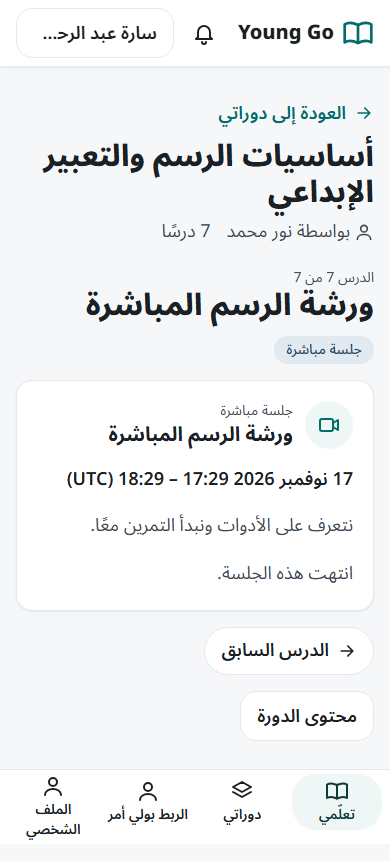 Young Go
سارة عبد الرح...
العودة إلى دوراتي
أساسيات الرسم والتعبير
الإبداعي
بواسطة نور محمد 7 درسًا
الدرس 7 من 7
ورشة الرسم المباشرة
جلسة مباشرة
جلسة مباشرة
ورشة الرسم المباشرة
17 نوفمبر 2026 17:29 – 18:29 (UTC)
نتعرف على الأدوات ونبدأ التمرين معًا.
انتهت هذه الجلسة.
الدرس السابق
محتوى الدورة
تعلّمي
دوراتي
الربط بولي أمر
الملف
الشخصي